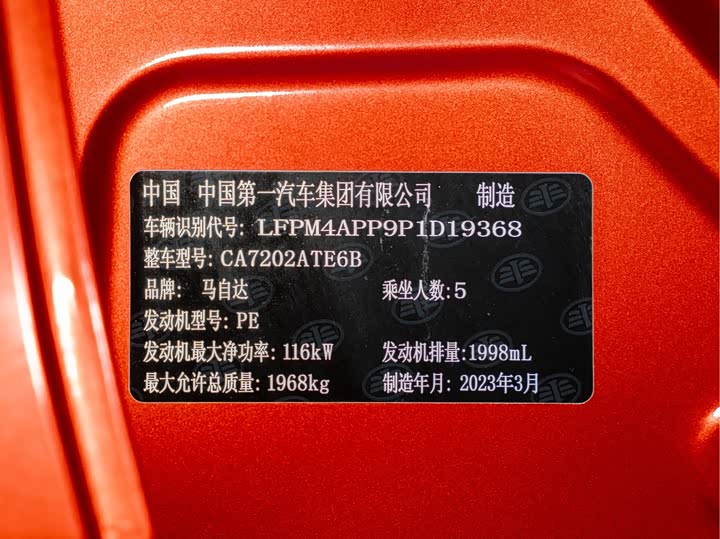 中国 中国第一汽车集团有限公司 制造
车辆识别代号: LFPM4APP9P1D19368
整车型号: CA7202ATE6B
品牌: 马自达 乘坐人数: 5
发动机型号: PE
发动机最大净功率: 116kW 发动机排量: 1998mL
最大允许总质量: 1968kg 制造年月: 2023年3月